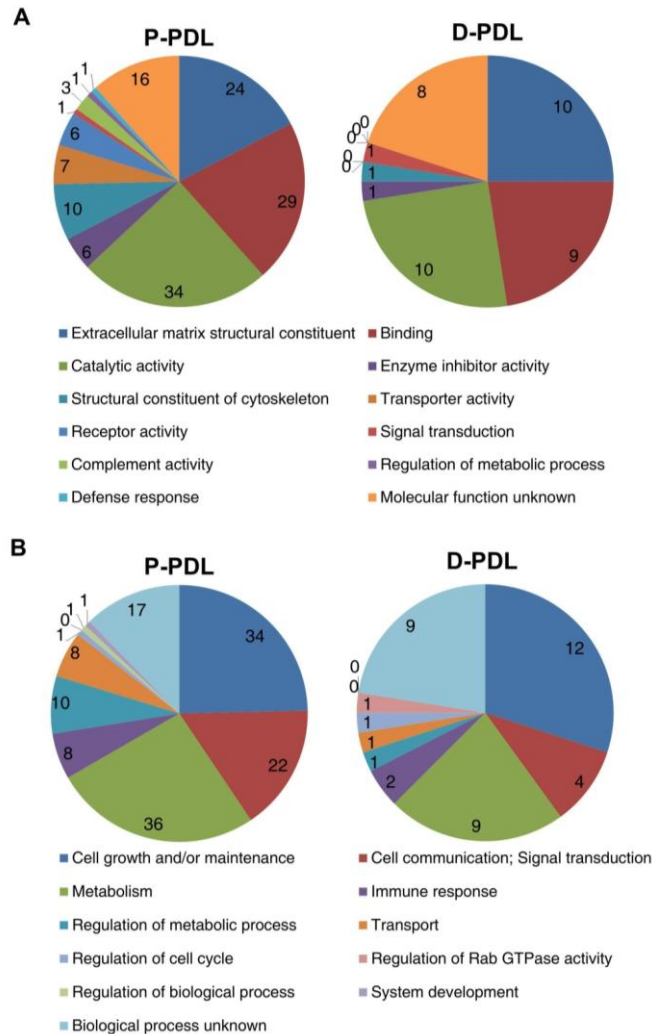 A
P-PDL
D-PDL
1
1
3
1
6
7
10
6
34
29
24
16
0
0
0
0
0
1
1
1
10
9
10
8
Extracellular matrix structural constituent
Binding
Catalytic activity
Enzyme inhibitor activity
Structural constituent of cytoskeleton
Transporter activity
Receptor activity
Signal transduction
Complement activity
Regulation of metabolic process
Defense response
Molecular function unknown
B
P-PDL
D-PDL
1
1
0
1
8
10
8
36
22
34
17
0
0
1
1
1
1
2
9
4
12
9
Cell growth and/or maintenance
Cell communication; Signal transduction
Metabolism
Immune response
Regulation of metabolic process
Transport
Regulation of cell cycle
Regulation of Rab GTPase activity
Regulation of biological process
System development
Biological process unknown